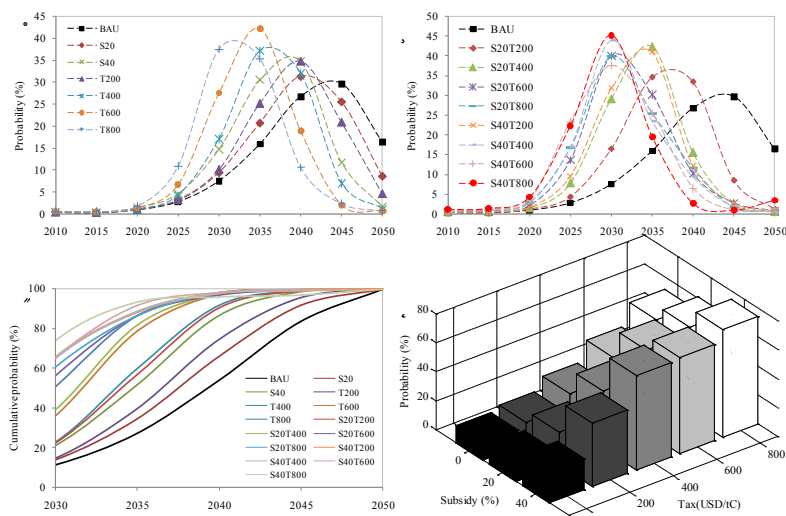 45
40
35
30
25
20
15
10
5
0
Probability (%)
2010 2015 2020 2025 2030 2035 2040 2045 2050
BAU
S20
S40
T200
T400
T600
T800
50
45
40
35
30
25
20
15
10
5
0
Probability (%)
2010 2015 2020 2025 2030 2035 2040 2045 2050
BAU
S20T200
S20T400
S20T600
S20T800
S40T200
S40T400
S40T600
S40T800
100
80
60
40
20
0
Cumulative probability (%)
2030 2035 2040 2045 2050
BAU S20
S40 T200
T400 T600
T800 S20T200
S20T400 S20T600
S20T800 S40T200
S40T400 S40T600
S40T800
80
60
40
20
0
Probability (%)
0
20
40
Subsidy (%)
200
400
600
800
Tax(USD/tC)